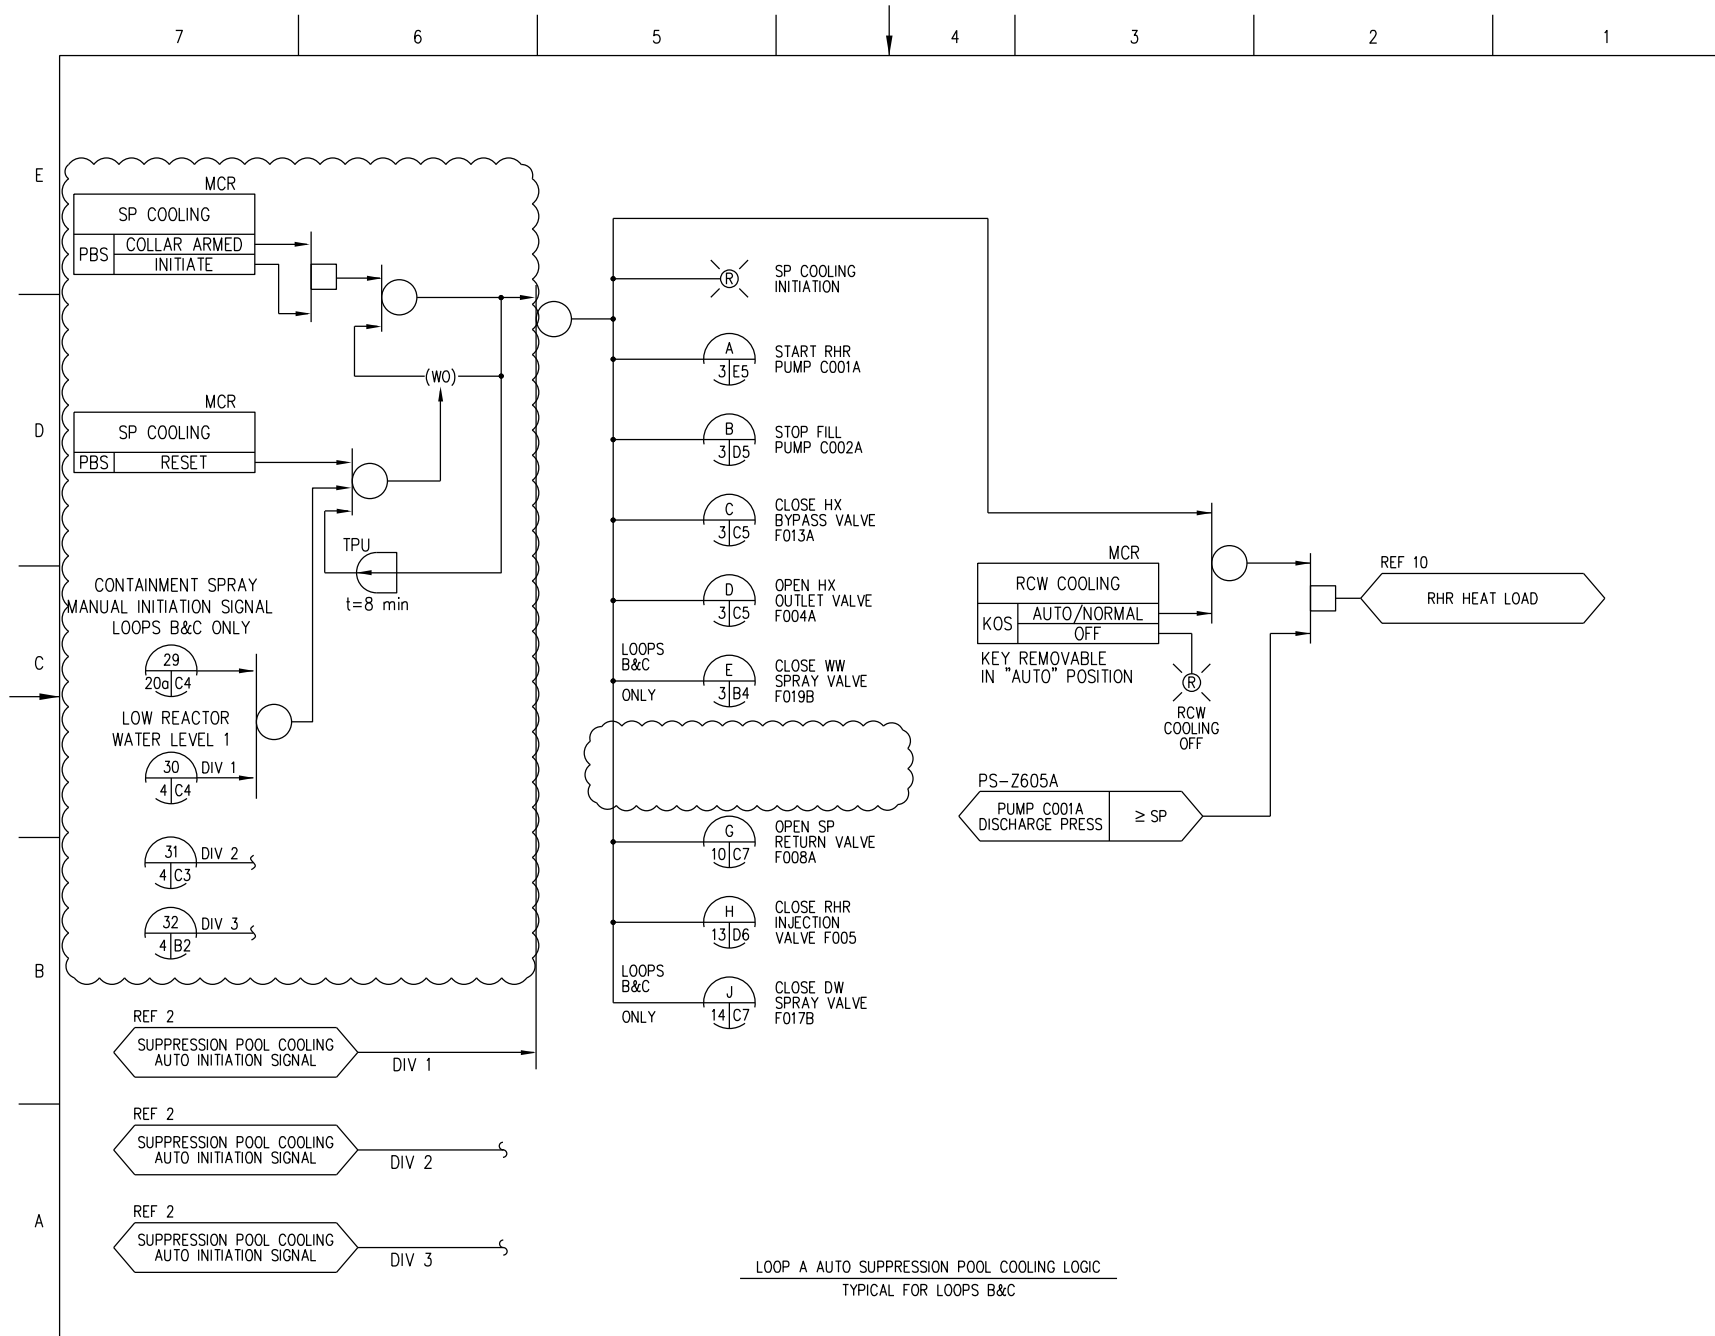 7 6 5 4 3 2 1
E
MCR
SP COOLING
PBS
COLLAR ARMED
INITIATE
(WO)
D
MCR
SP COOLING
PBS RESET
TPU
t=8 min
CONTAINMENT SPRAY
MANUAL INITIATION SIGNAL
LOOPS B&C ONLY
C
29
20a C4
LOW REACTOR
WATER LEVEL 1
30 DIV 1
4 C4
31 DIV 2
4 C3
32 DIV 3
4 B2
B
REF 2
SUPPRESSION POOL COOLING
AUTO INITIATION SIGNAL
DIV 1
REF 2
SUPPRESSION POOL COOLING
AUTO INITIATION SIGNAL
DIV 2
A
REF 2
SUPPRESSION POOL COOLING
AUTO INITIATION SIGNAL
DIV 3
R
SP COOLING
INITIATION
A
3 E5
START RHR
PUMP C001A
B
3 D5
STOP FILL
PUMP C002A
C
3 C5
CLOSE HX
BYPASS VALVE
F013A
D
3 C5
OPEN HX
OUTLET VALVE
F004A
LOOPS
B&C
ONLY
E
3 B4
CLOSE WW
SPRAY VALVE
F019B
G
10 C7
OPEN SP
RETURN VALVE
F008A
H
13 D6
CLOSE RHR
INJECTION
VALVE F005
LOOPS
B&C
ONLY
J
14 C7
CLOSE DW
SPRAY VALVE
F017B
MCR
RCW COOLING
KOS
AUTO/NORMAL
OFF
KEY REMOVABLE
IN "AUTO" POSITION
R
RCW
COOLING
OFF
PS-Z605A
PUMP C001A
DISCHARGE PRESS
≥ SP
REF 10
RHR HEAT LOAD
LOOP A AUTO SUPPRESSION POOL COOLING LOGIC
TYPICAL FOR LOOPS B&C